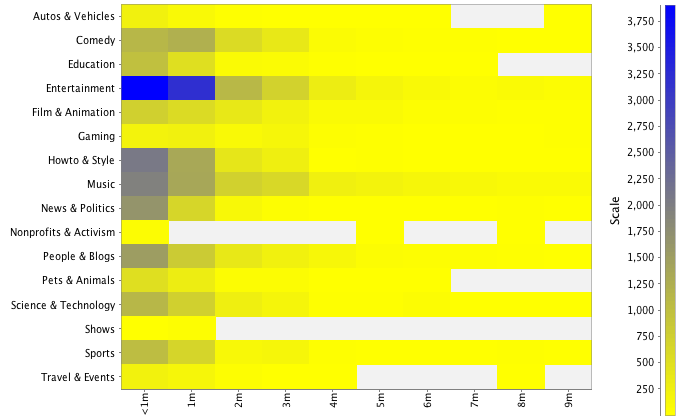 Autos & Vehicles
Comedy
Education
Entertainment
Film & Animation
Gaming
Howto & Style
Music
News & Politics
Nonprofits & Activism
People & Blogs
Pets & Animals
Science & Technology
Shows
Sports
Travel & Events
<1m 1m 2m 3m 4m 5m 6m 7m 8m 9m
Scale
3,750
3,500
3,250
3,000
2,750
2,500
2,250
2,000
1,750
1,500
1,250
1,000
750
500
250